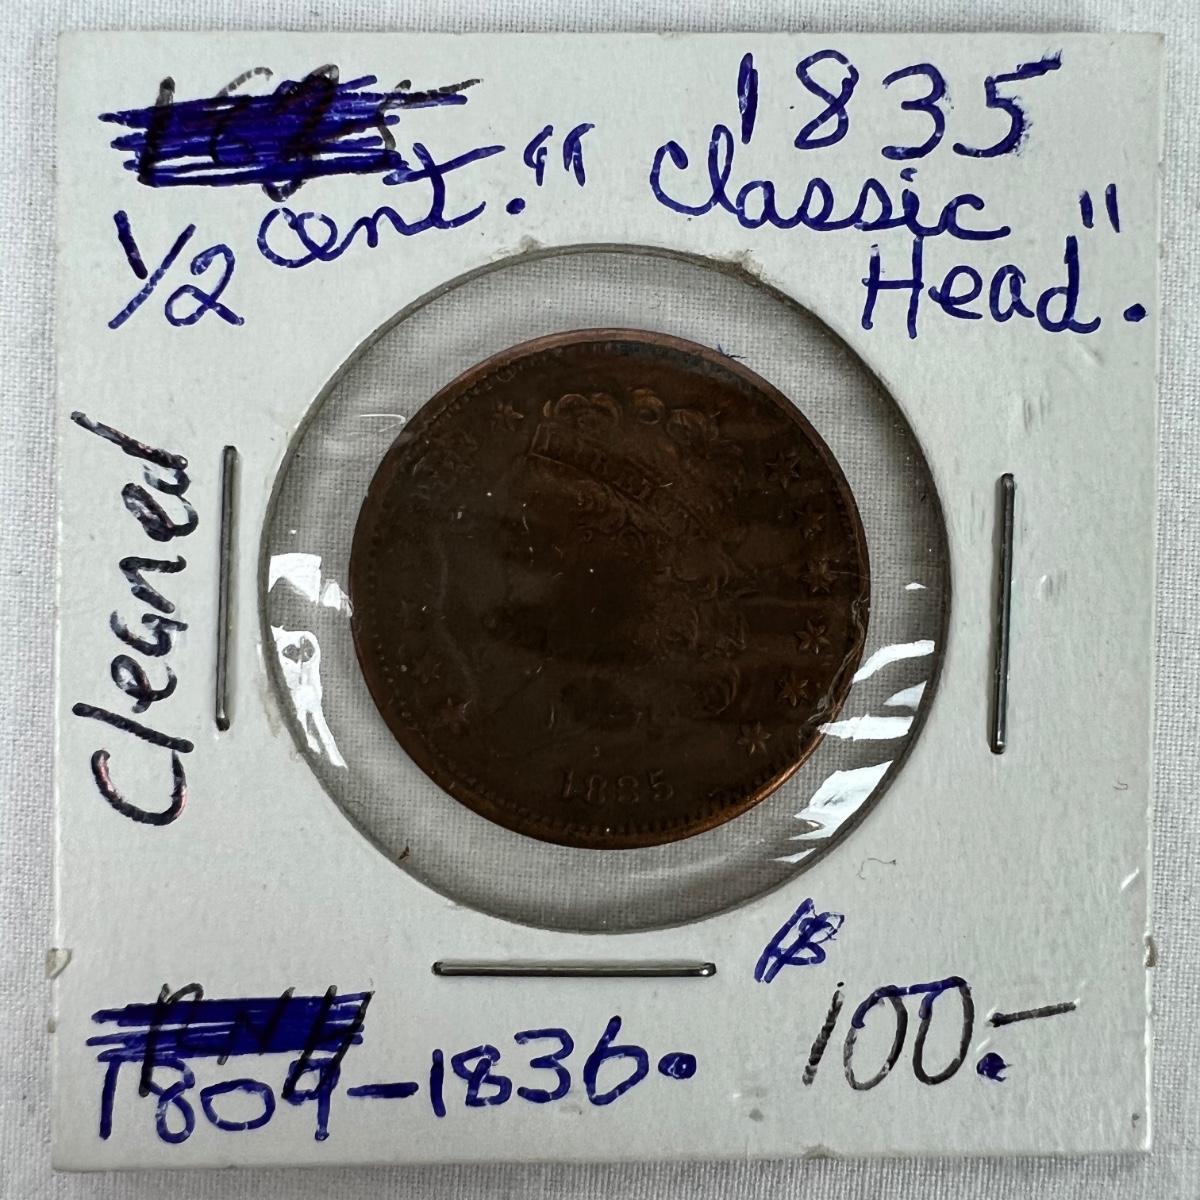 1835
1/2 Cent. "Classic
Head".
Cleaned
LIBERTY
1835
$
100.-
1809-1836.